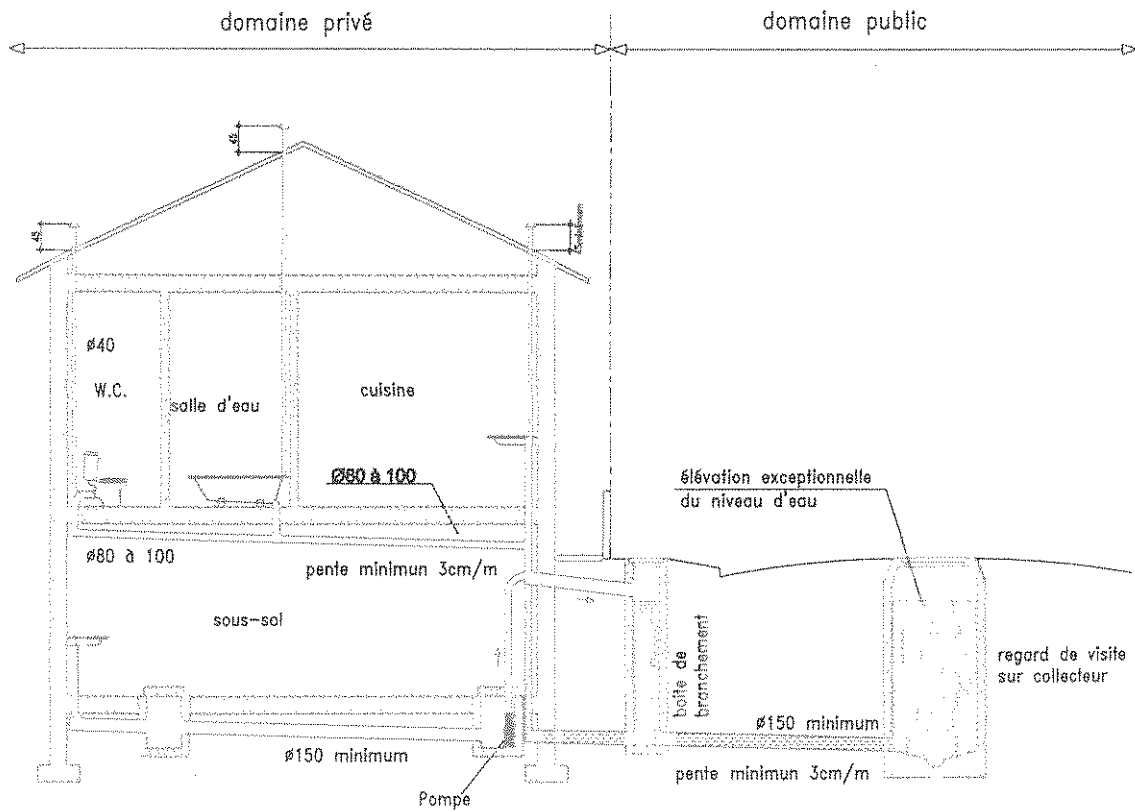 domaine privé
domaine public
45
Ø40
W.C.
salle d'eau
cuisine
Ø80 à 100
élévation exceptionnelle
du niveau d'eau
Ø80 à 100
pente minimun 3cm/m
sous-sol
boite de
branchement
regard de visite
sur collecteur
Ø150 minimum
Ø150 minimum
pente minimun 3cm/m
Pompe